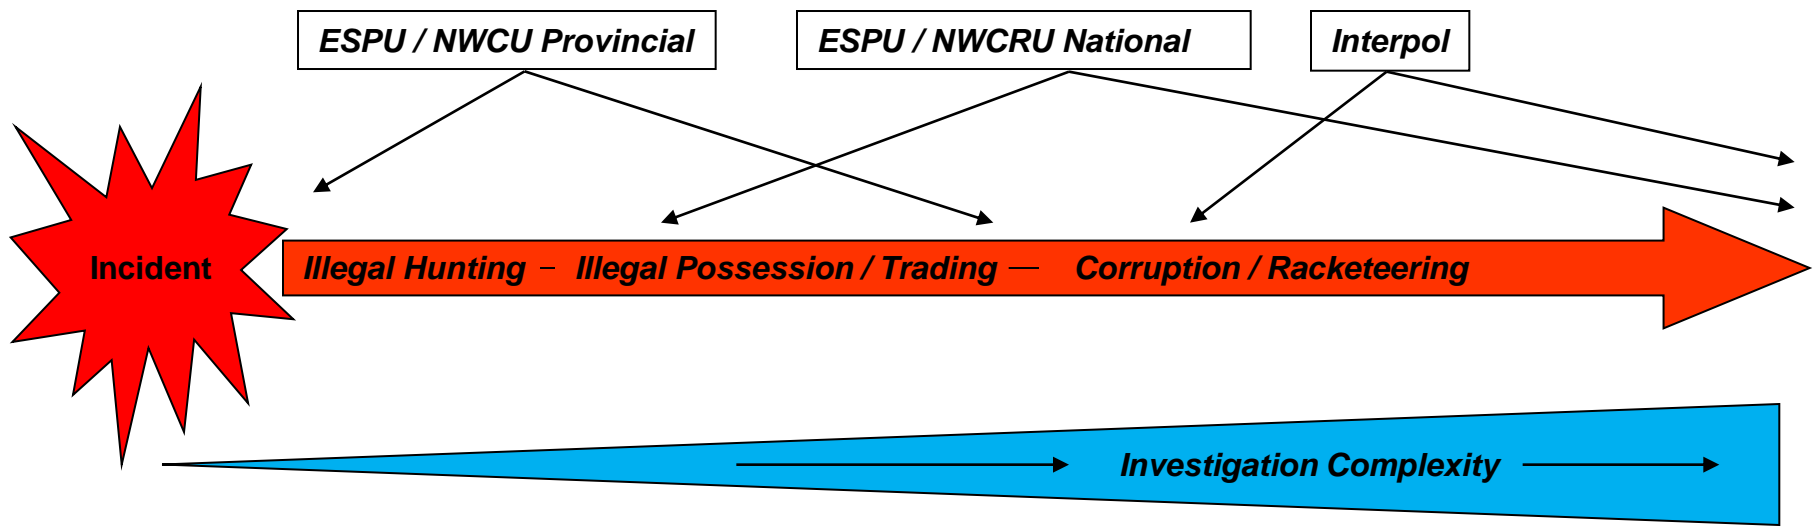 ESPU / NWCU Provincial
ESPU / NWCRU National
Interpol
Incident
Illegal Hunting – Illegal Possession / Trading — Corruption / Racketeering
Investigation Complexity